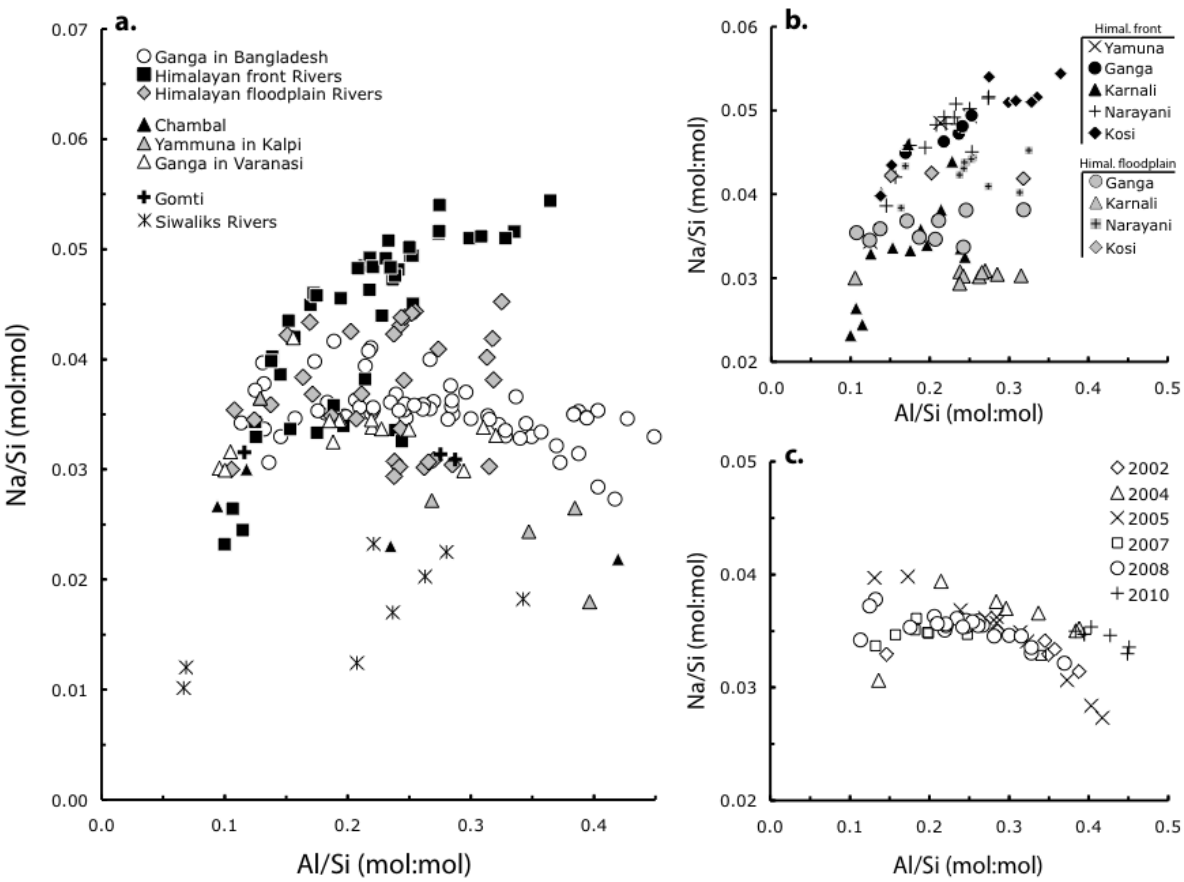 a.
0.07
0.06
0.05
0.04
0.03
0.02
0.01
0.00
Na/Si (mol:mol)
0.0 0.1 0.2 0.3 0.4
Al/Si (mol:mol)
Ganga in Bangladesh
Himalayan front Rivers
Himalayan floodplain Rivers
Chambal
Yammuna in Kalpi
Ganga in Varanasi
Gomti
Siwaliks Rivers
b.
0.06
0.05
0.04
0.03
0.02
Na/Si (mol:mol)
0.0 0.1 0.2 0.3 0.4 0.5
Al/Si (mol:mol)
Himal. front
Yamuna
Ganga
Karnali
Narayani
Kosi
Himal. floodplain
Ganga
Karnali
Narayani
Kosi
c.
0.05
0.04
0.03
0.02
Na/Si (mol:mol)
0.0 0.1 0.2 0.3 0.4 0.5
Al/Si (mol:mol)
2002
2004
2005
2007
2008
2010